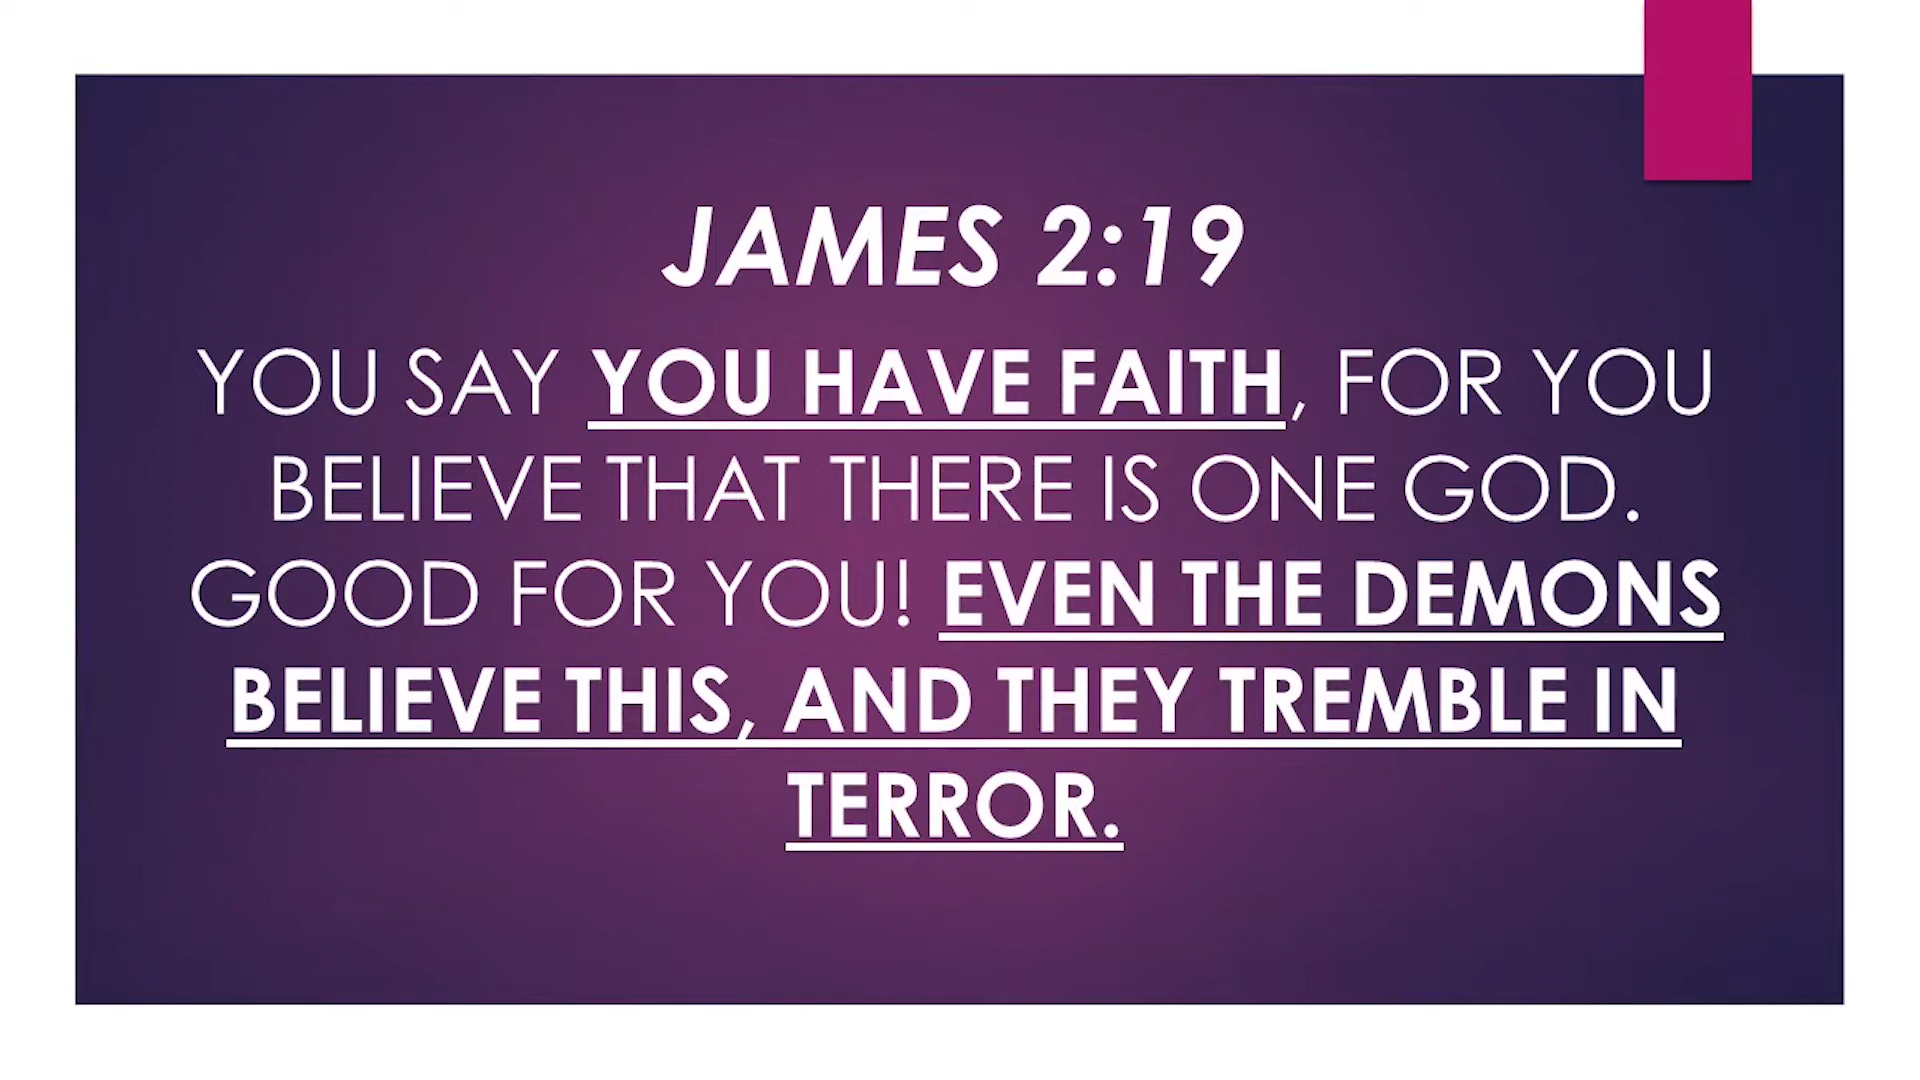 JAMES 2:19
YOU SAY YOU HAVE FAITH, FOR YOU
BELIEVE THAT THERE IS ONE GOD.
GOOD FOR YOU! EVEN THE DEMONS
BELIEVE THIS, AND THEY TREMBLE IN
TERROR.